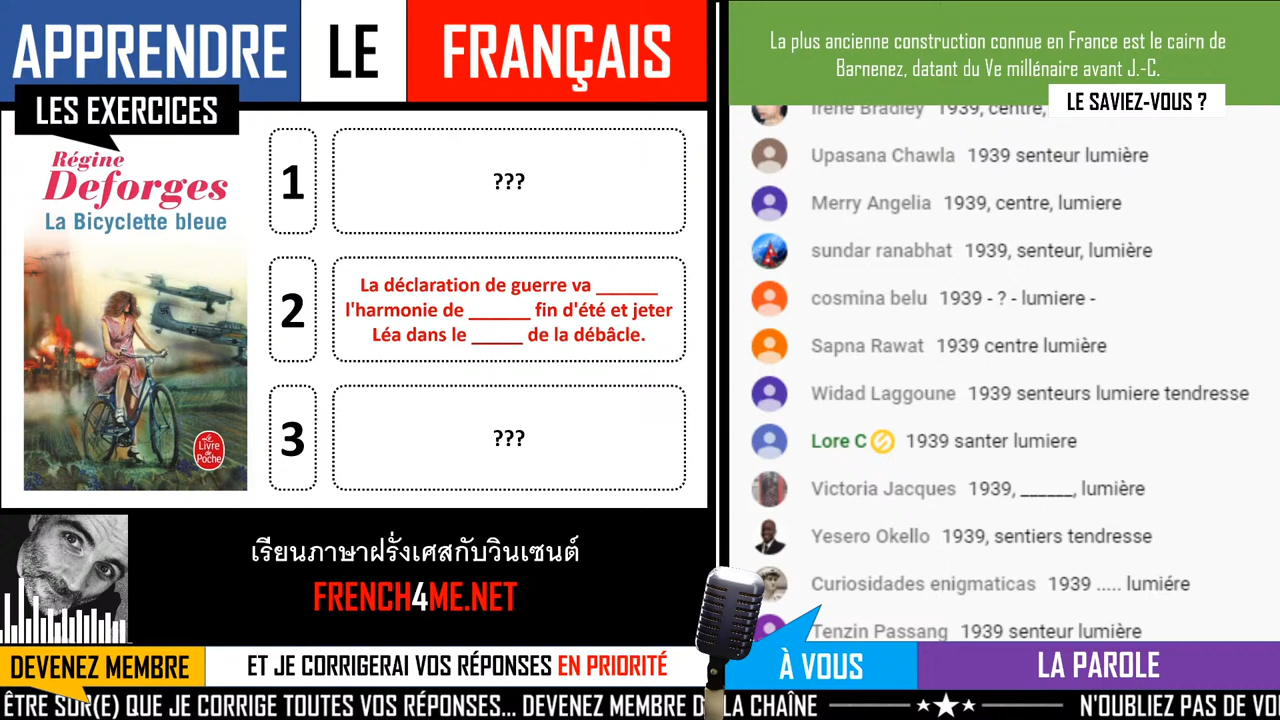 APPRENDRE LE FRANÇAIS
LES EXERCICES
Régine
Deforges
La Bicyclette bleue
Le
Livre
de
Poche
1
???
2
La déclaration de guerre va ______
l'harmonie de ______ fin d'été et jeter
Léa dans le _____ de la débâcle.
3
???
เรียนภาษาฝรั่งเศสกับวินเซนต์
FRENCH4ME.NET
DEVENEZ MEMBRE
ET JE CORRIGERAI VOS RÉPONSES EN PRIORITÉ
La plus ancienne construction connue en France est le cairn de
Barnenez, datant du Ve millénaire avant J.-C.
LE SAVIEZ-VOUS ?
Irene Bradley 1939, centre,
Upasana Chawla 1939 senteur lumière
Merry Angelia 1939, centre, lumiere
sundar ranabhat 1939, senteur, lumière
cosmina belu 1939 - ? - lumiere -
Sapna Rawat 1939 centre lumière
Widad Laggoune 1939 senteurs lumiere tendresse
Lore C 1939 santer lumiere
Victoria Jacques 1939, ______, lumière
Yesero Okello 1939, sentiers tendresse
Curiosidades enigmaticas 1939 ..... lumiére
Tenzin Passang 1939 senteur lumière
À VOUS
LA PAROLE
ÊTRE SÛR(E) QUE JE CORRIGE TOUTES VOS RÉPONSES... DEVENEZ MEMBRE D LA CHAÎNE N'OUBLIEZ PAS DE VO